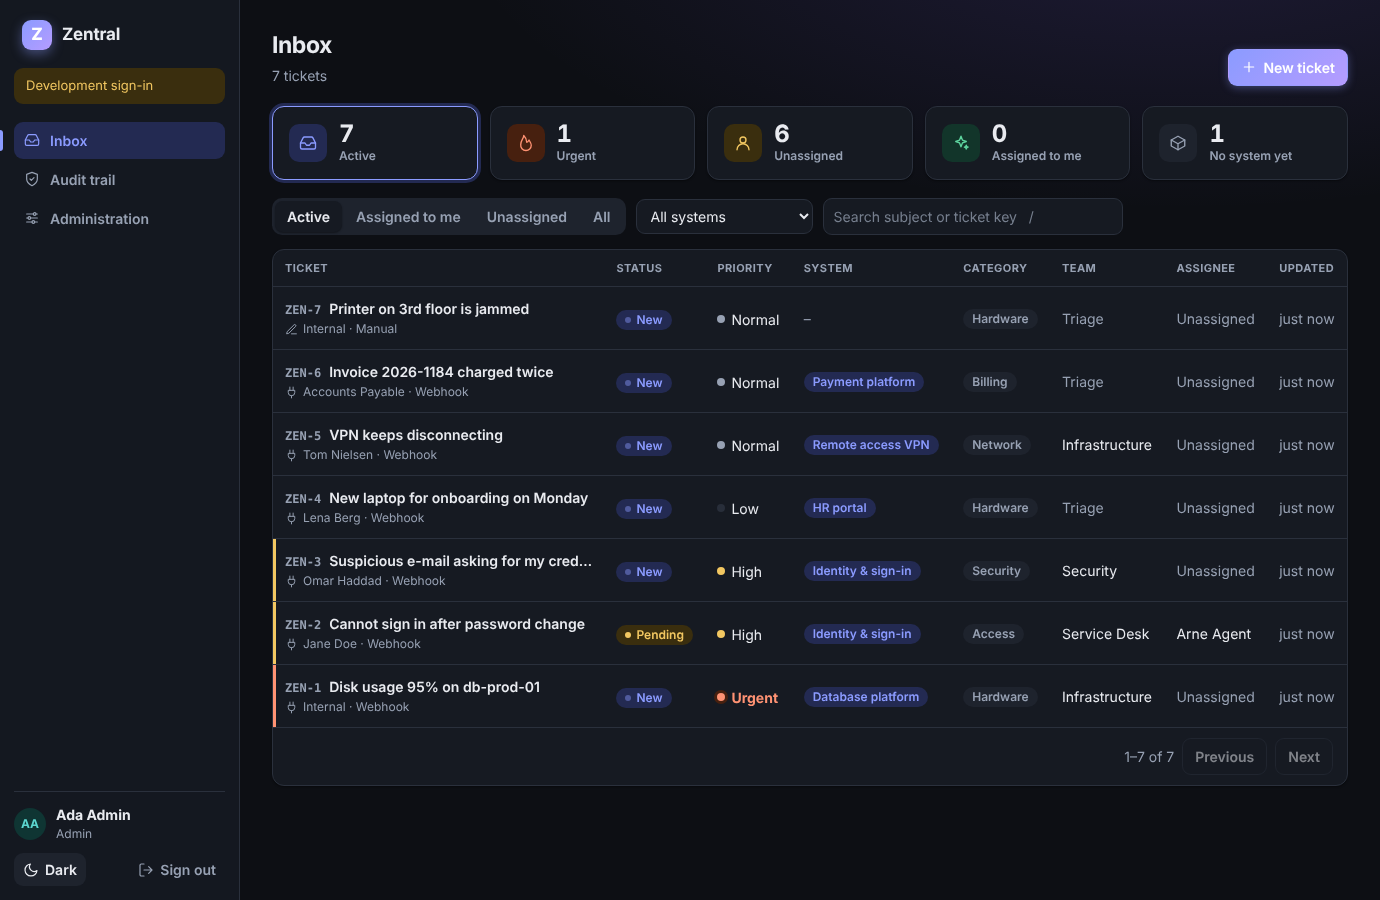 Z Zentral
Development sign-in
Inbox
Audit trail
Administration
Ada Admin
AA
Admin
Dark
Sign out
Inbox
7 tickets
+ New ticket
7
Active
1
Urgent
6
Unassigned
0
Assigned to me
1
No system yet
Active Assigned to me Unassigned All
All systems
Search subject or ticket key /
TICKET STATUS PRIORITY SYSTEM CATEGORY TEAM ASSIGNEE UPDATED
ZEN-7 Printer on 3rd floor is jammed
Internal · Manual
New Normal – Hardware Triage Unassigned just now
ZEN-6 Invoice 2026-1184 charged twice
Accounts Payable · Webhook
New Normal Payment platform Billing Triage Unassigned just now
ZEN-5 VPN keeps disconnecting
Tom Nielsen · Webhook
New Normal Remote access VPN Network Infrastructure Unassigned just now
ZEN-4 New laptop for onboarding on Monday
Lena Berg · Webhook
New Low HR portal Hardware Triage Unassigned just now
ZEN-3 Suspicious e-mail asking for my cred...
Omar Haddad · Webhook
New High Identity & sign-in Security Security Unassigned just now
ZEN-2 Cannot sign in after password change
Jane Doe · Webhook
Pending High Identity & sign-in Access Service Desk Arne Agent just now
ZEN-1 Disk usage 95% on db-prod-01
Internal · Webhook
New Urgent Database platform Hardware Infrastructure Unassigned just now
1–7 of 7 Previous Next